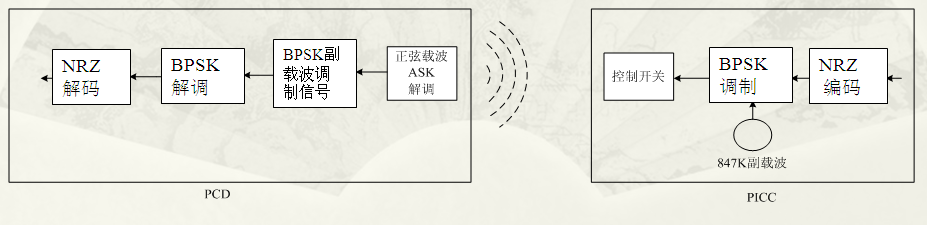 NRZ
解码
BPSK
解调
BPSK副
载波调
制信号
正弦载波
ASK
解调
PCD
控制开关
BPSK
调制
NRZ
编码
847K副载波
PICC